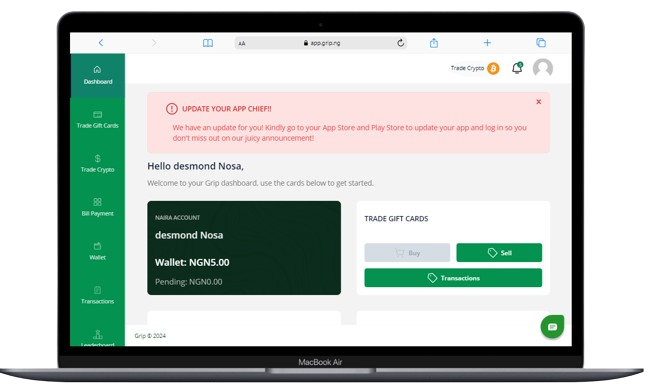 AA
app.grip.ng
Dashboard
Trade Gift Cards
Trade Crypto
Bill Payment
Wallet
Transactions
Leaderboard
Trade Crypto
UPDATE YOUR APP CHIEF!!
We have an update for you! Kindly go to your App Store and Play Store to update your app and log in so you
don't miss out on our juicy announcement!
Hello desmond Nosa,
Welcome to your Grip dashboard, use the cards below to get started.
NAIRA ACCOUNT
desmond Nosa
Wallet: NGN5.00
Pending: NGN0.00
TRADE GIFT CARDS
Buy
Sell
Transactions
Grip © 2024
MacBook Air